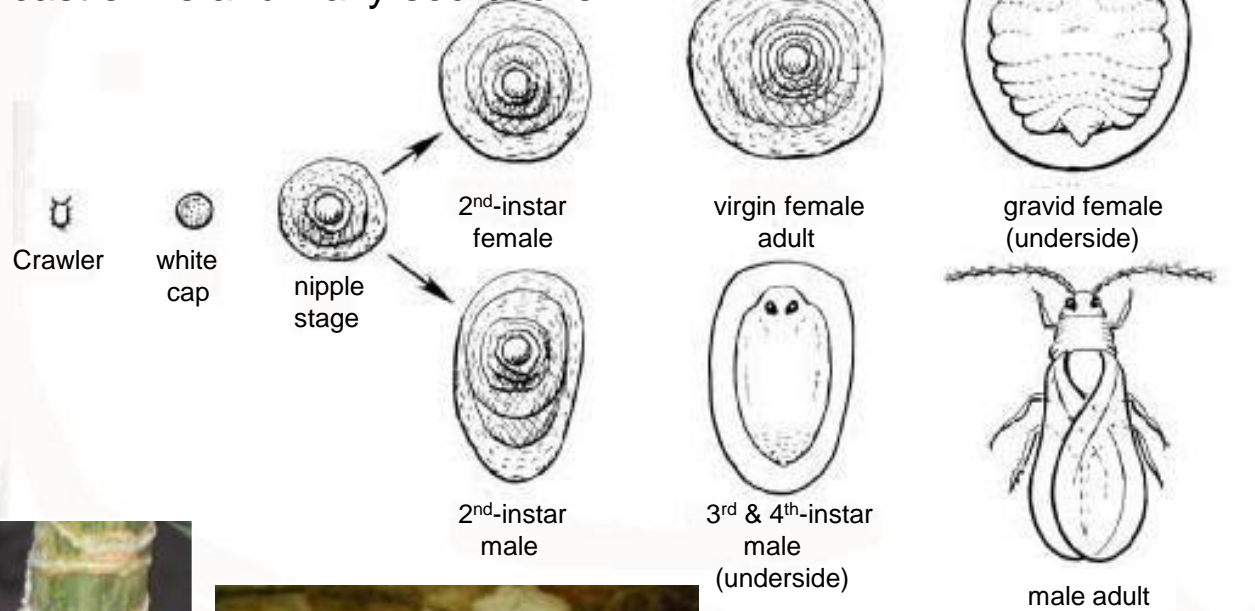 Crawler
white
cap
nipple
stage
2nd-instar
female
virgin female
adult
gravid female
(underside)
2nd-instar
male
3rd & 4th-instar
male
(underside)
male adult